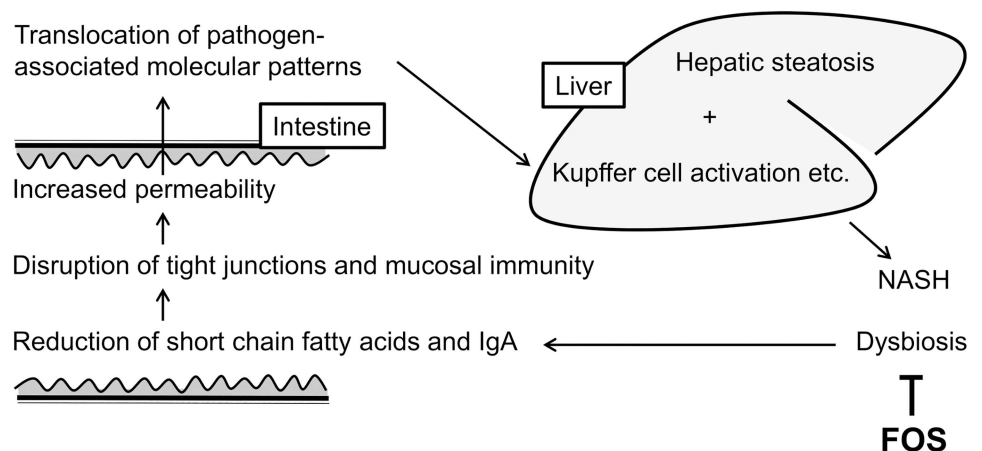 Translocation of pathogen-
associated molecular patterns
Intestine
Increased permeability
Disruption of tight junctions and mucosal immunity
Reduction of short chain fatty acids and IgA
Liver
Hepatic steatosis
+
Kupffer cell activation etc.
NASH
Dysbiosis
FOS